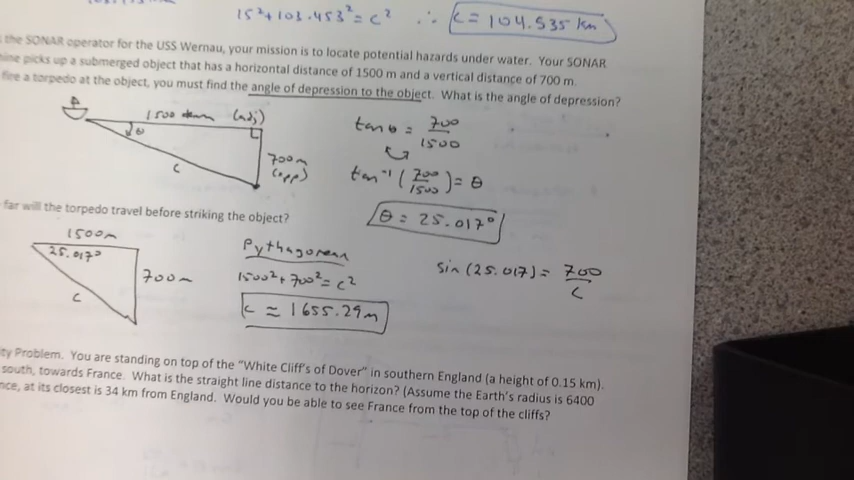 15² + 103.453² = c² ∴ c = 104.535 km
the SONAR operator for the USS Wernau, your mission is to locate potential hazards under water. Your SONAR
picks up a submerged object that has a horizontal distance of 1500 m and a vertical distance of 700 m.
fire a torpedo at the object, you must find the angle of depression to the object. What is the angle of depression?
1500 (adj)
θ
700m
(opp)
c
tan θ = 700/1500
tan⁻¹ (700/1500) = θ
θ = 25.017°
far will the torpedo travel before striking the object?
1500m
25.017°
700m
c
Pythagorean
1500² + 700² = c²
c ≈ 1655.29m
sin (25.017) = 700/c
ity Problem. You are standing on top of the "White Cliff's of Dover" in southern England (a height of 0.15 km).
south, towards France. What is the straight line distance to the horizon? (Assume the Earth's radius is 6400
nce, at its closest is 34 km from England. Would you be able to see France from the top of the cliffs?